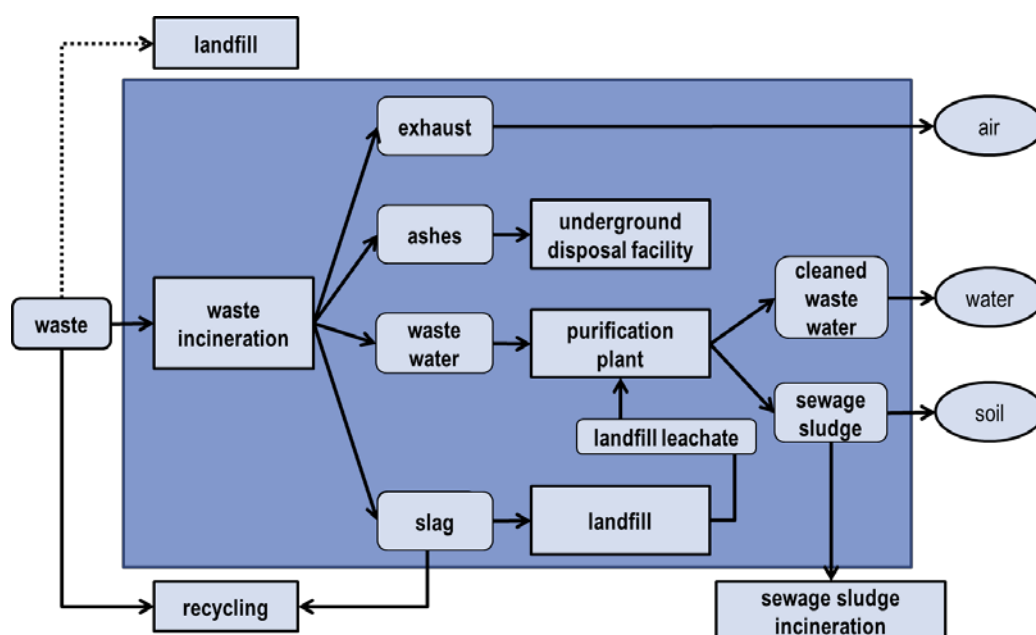 landfill
exhaust
air
ashes
underground
disposal facility
waste
waste
incineration
waste
water
purification
plant
cleaned
waste
water
water
landfill leachate
sewage
sludge
soil
slag
landfill
recycling
sewage sludge
incineration